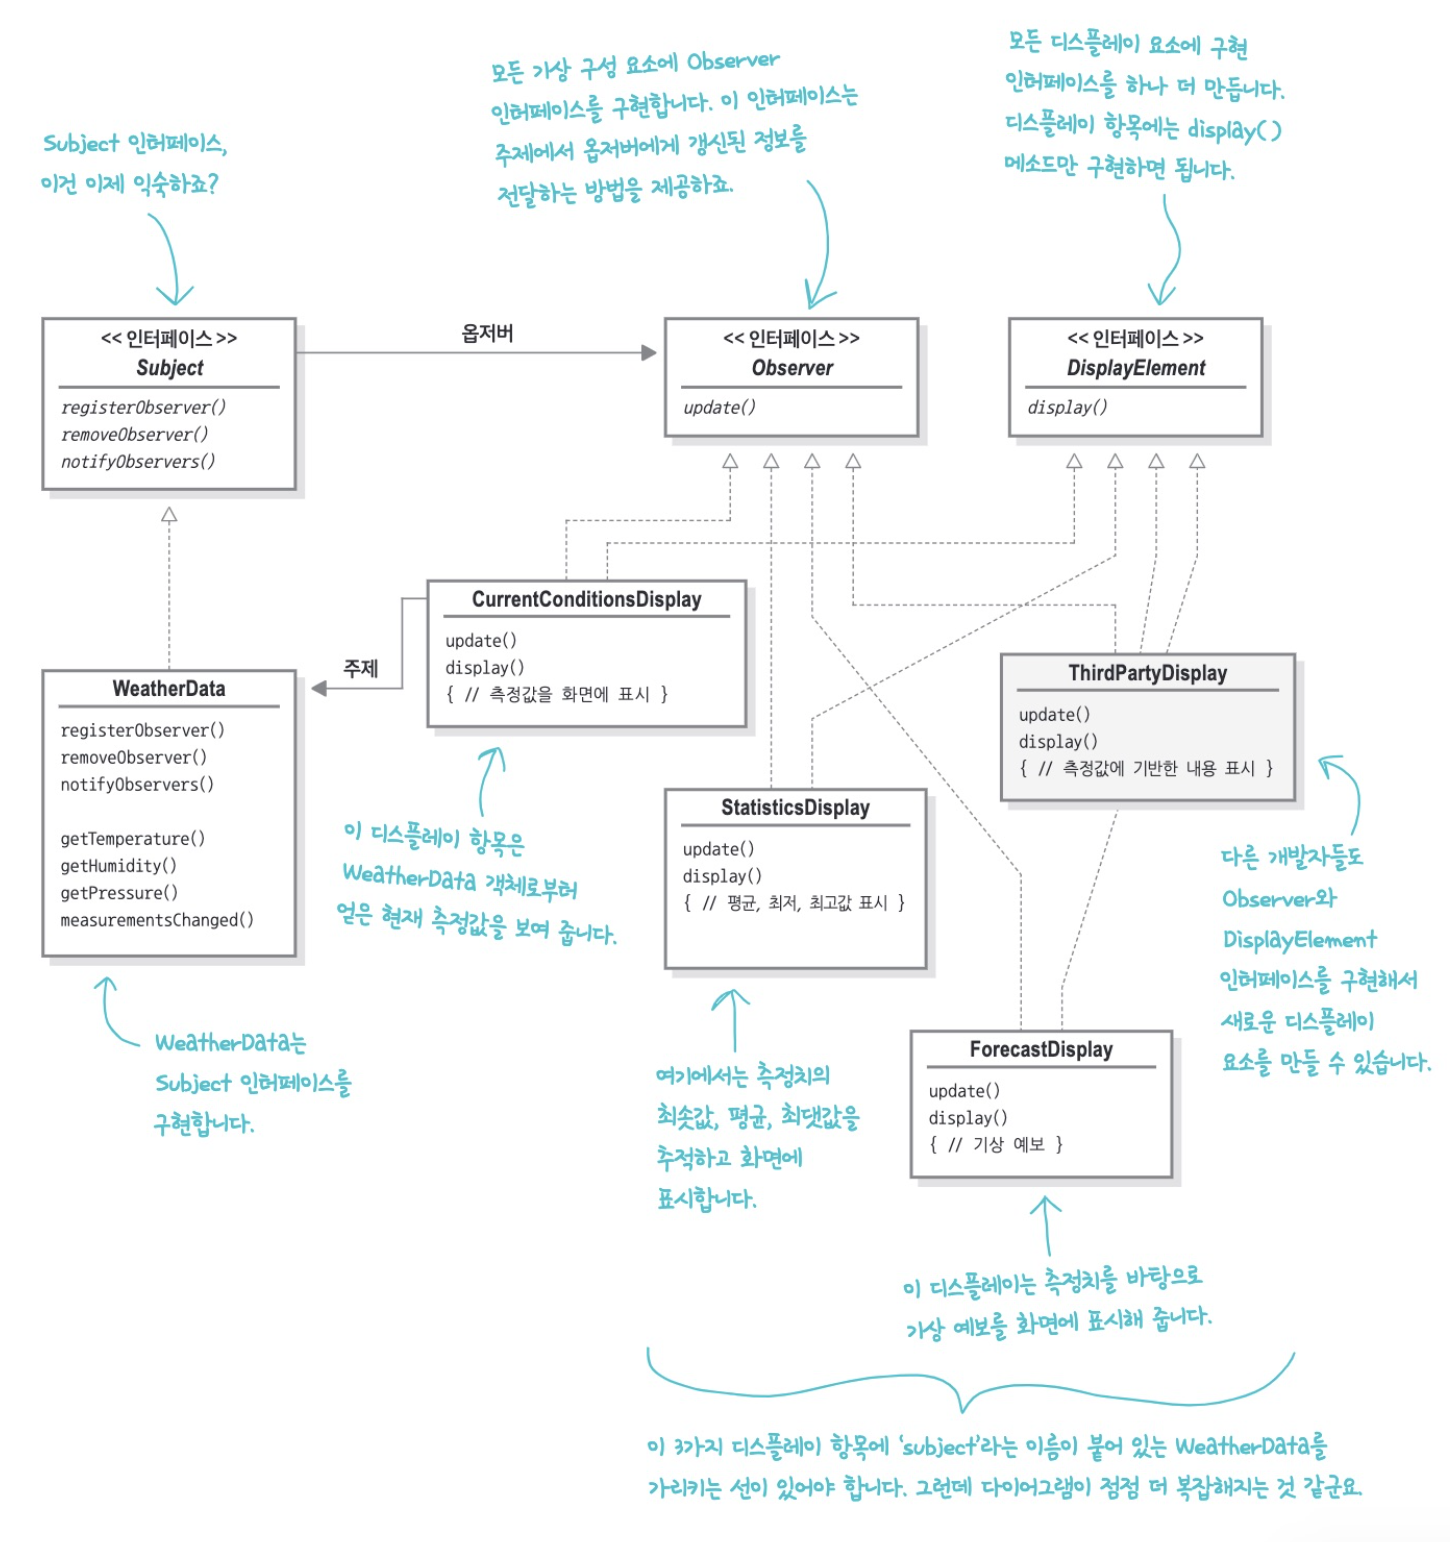 모든 디스플레이 요소에 구현
인터페이스를 하나 더 만듭니다.
디스플레이 항목에는 display()
메소드만 구현하면 됩니다.
모든 가상 구성 요소에 Observer
인터페이스를 구현합니다. 이 인터페이스는
주제에서 옵저버에게 갱신된 정보를
전달하는 방법을 제공하죠.
Subject 인터페이스,
이건 이제 익숙하죠?
<< 인터페이스 >>
Subject
registerObserver()
removeObserver()
notifyObservers()
옵저버
<< 인터페이스 >>
Observer
update()
<< 인터페이스 >>
DisplayElement
display()
CurrentConditionsDisplay
update()
display()
{ // 측정값을 화면에 표시 }
주제
WeatherData
registerObserver()
removeObserver()
notifyObservers()
getTemperature()
getHumidity()
getPressure()
measurementsChanged()
ThirdPartyDisplay
update()
display()
{ // 측정값에 기반한 내용 표시 }
StatisticsDisplay
update()
display()
{ // 평균, 최저, 최고값 표시 }
이 디스플레이 항목은
WeatherData 객체로부터
얻은 현재 측정값을 보여 줍니다.
다른 개발자들도
Observer와
DisplayElement
인터페이스를 구현해서
새로운 디스플레이
요소를 만들 수 있습니다.
WeatherData는
Subject 인터페이스를
구현합니다.
여기에서는 측정치의
최솟값, 평균, 최댓값을
추적하고 화면에
표시합니다.
ForecastDisplay
update()
display()
{ // 기상 예보 }
이 디스플레이는 측정치를 바탕으로
기상 예보를 화면에 표시해 줍니다.
이 3가지 디스플레이 항목에 ‘subject’라는 이름이 붙어 있는 WeatherData를
가리키는 선이 있어야 합니다. 그런데 다이어그램이 점점 더 복잡해지는 것 같군요.